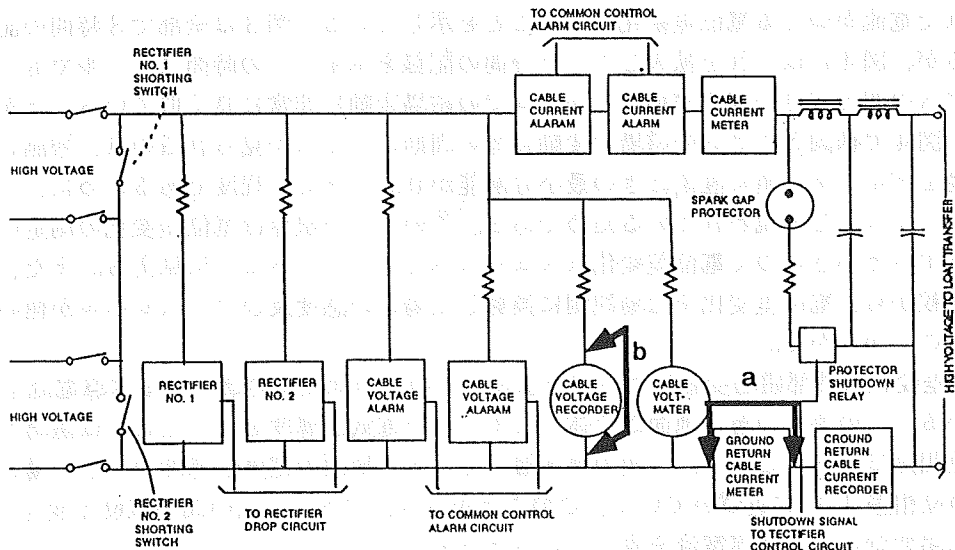 TO COMMON CONTROL
ALARM CIRCUIT
RECTIFIER
NO. 1
SHORTING
SWITCH
CABLE
CURRENT
ALARAM
CABLE
CURRENT
ALARM
CABLE
CURRENT
METER
HIGH VOLTAGE
SPARK GAP
PROTECTOR
HIGH VOLTAGE TO LOAT TRANSFER
b
a
PROTECTOR
SHUTDOWN
RELAY
HIGH VOLTAGE
RECTIFIER
NO. 1
RECTIFIER
NO. 2
CABLE
VOLTAGE
ALARM
CABLE
VOLTAGE
ALARAM
CABLE
VOLTAGE
RECORDER
CABLE
VOLT-
MATER
GROUND
RETURN
CABLE
CURRENT
METER
CROUND
RETURN
CABLE
CURRENT
RECORDER
RECTIFIER
NO. 2
SHORTING
SWITCH
TO RECTIFIER
DROP CIRCUIT
TO COMMON CONTROL
ALARM CIRCUIT
SHUTDOWN SIGNAL
TO TECTIFIER
CONTROL CIRCUIT